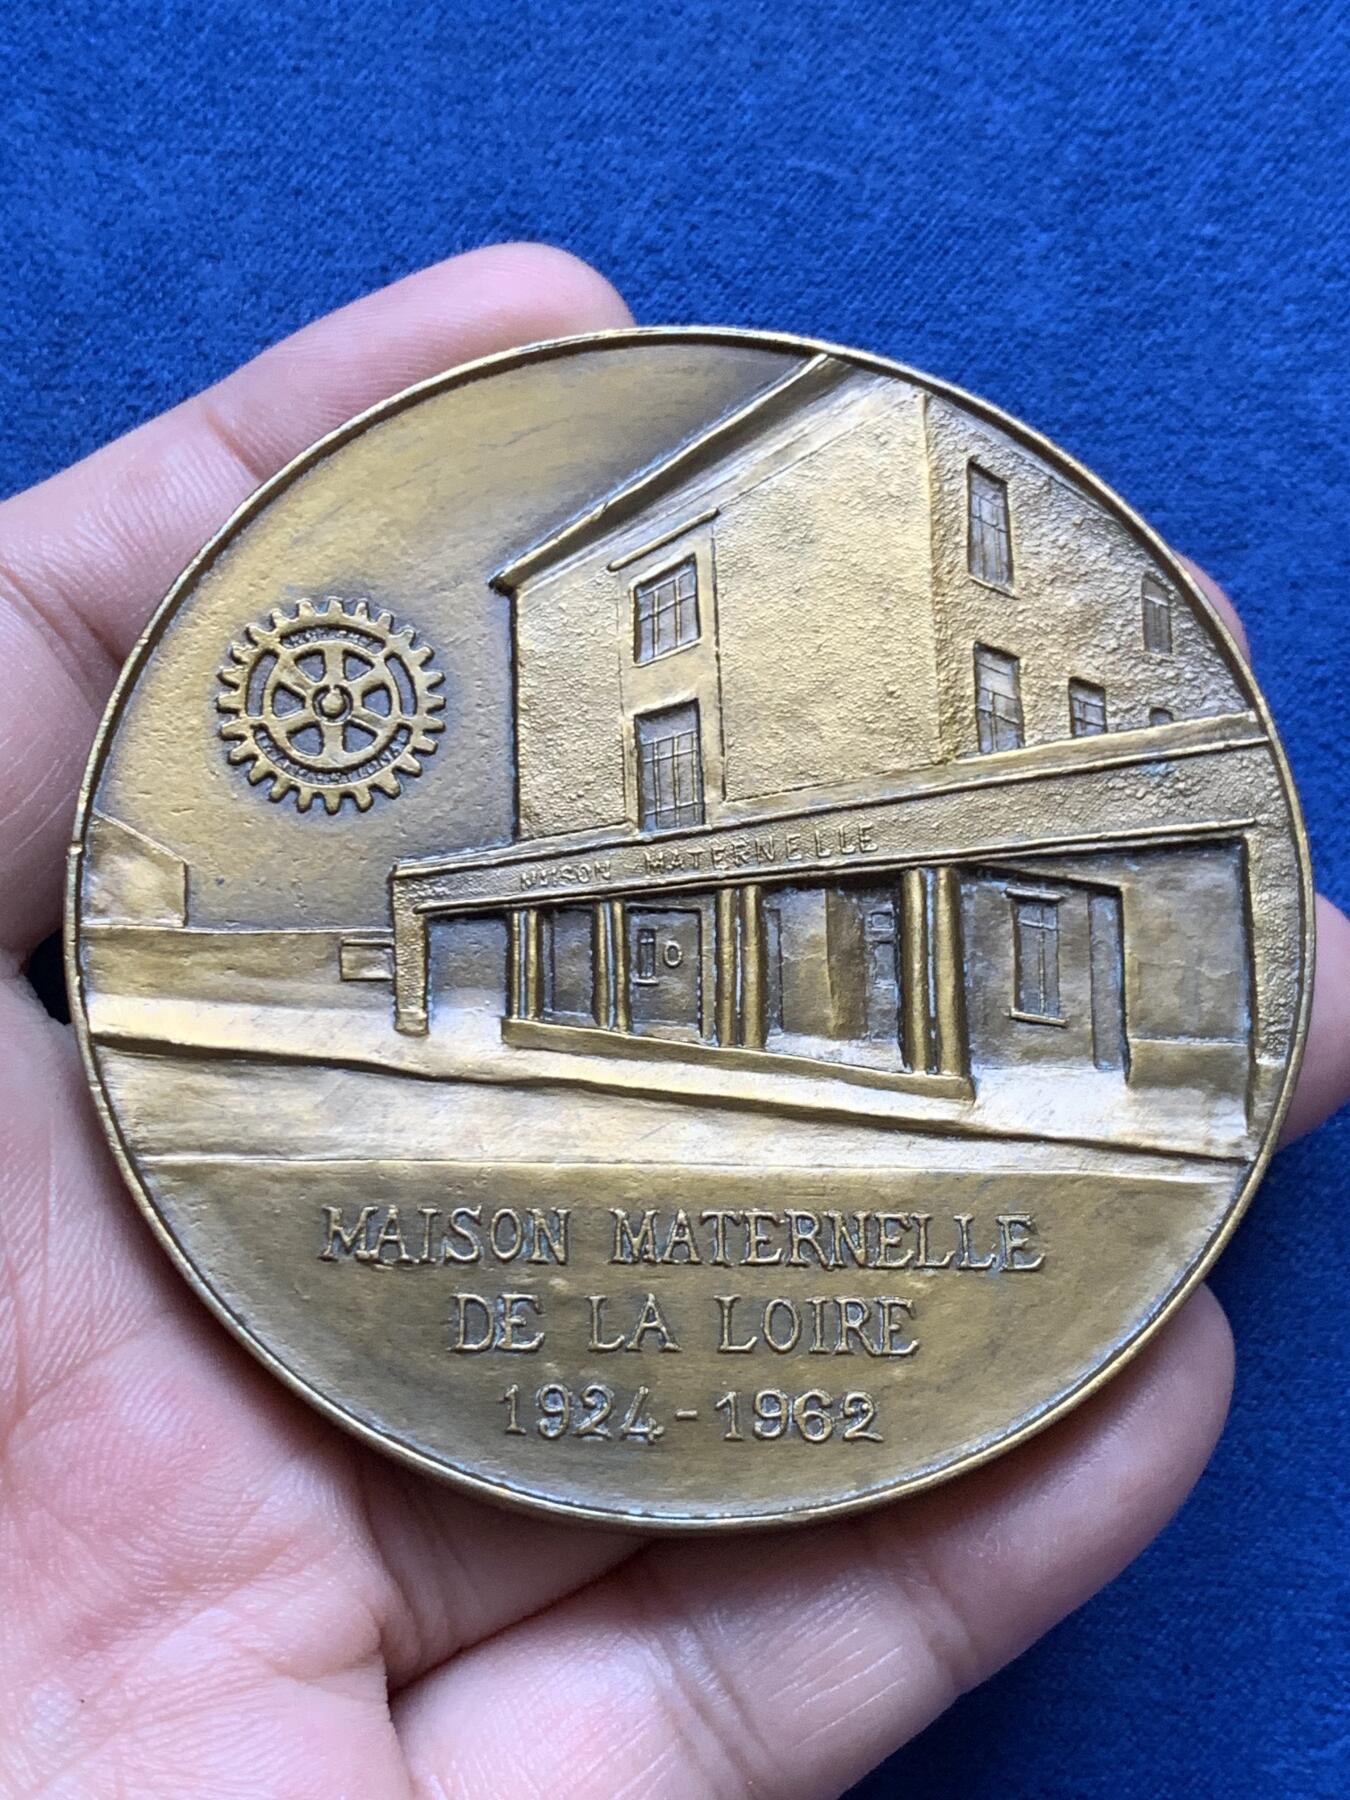 MAISON MATERNELLE
MAISON MATERNELLE
DE LA LOIRE
1924-1962